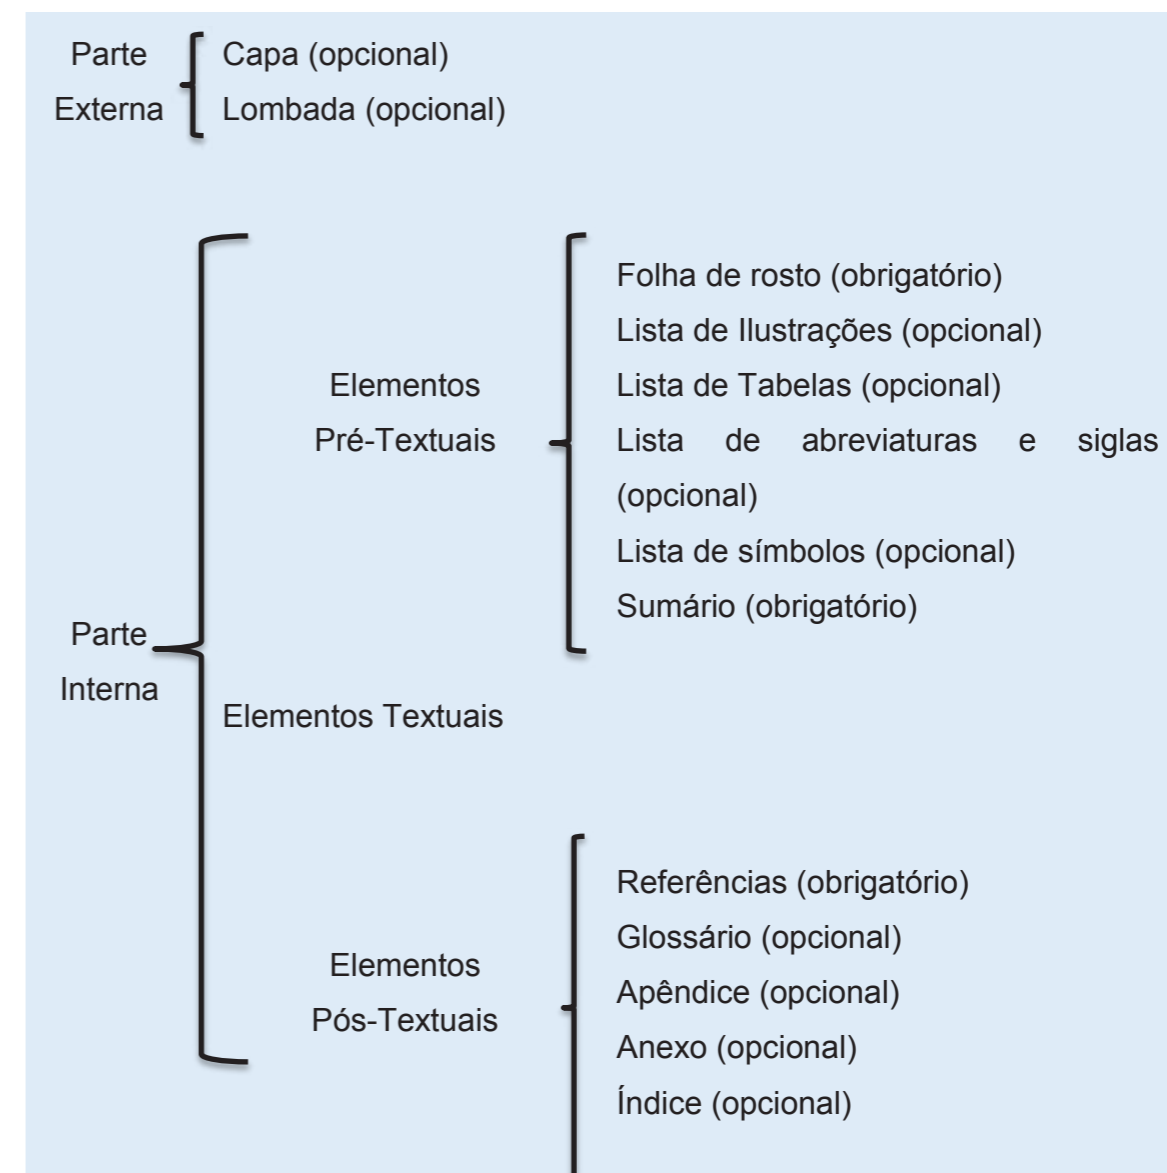 Parte
Externa
Capa (opcional)
Lombada (opcional)
Parte
Interna
Elementos
Pré-Textuais
Folha de rosto (obrigatório)
Lista de Ilustrações (opcional)
Lista de Tabelas (opcional)
Lista de abreviaturas e siglas
(opcional)
Lista de símbolos (opcional)
Sumário (obrigatório)
Elementos Textuais
Elementos
Pós-Textuais
Referências (obrigatório)
Glossário (opcional)
Apêndice (opcional)
Anexo (opcional)
Índice (opcional)